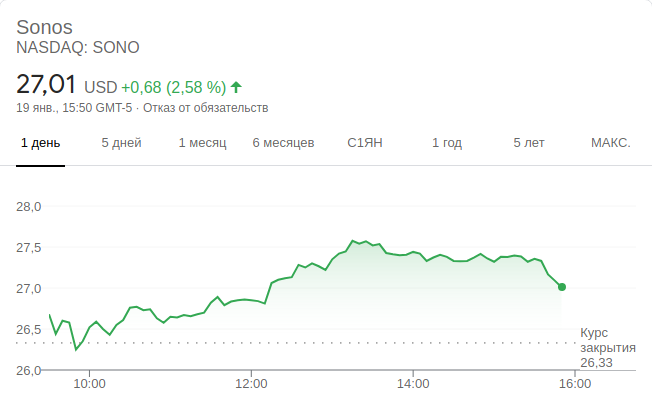 Sonos
NASDAQ: SONO
27,01 USD +0,68 (2,58 %)
19 янв., 15:50 GMT-5 · Отказ от обязательств
1 день 5 дней 1 месяц 6 месяцев С1ЯН 1 год 5 лет МАКС.
28,0
27,5
27,0
26,5
Курс
закрытия
26,33
26,0
10:00 12:00 14:00 16:00